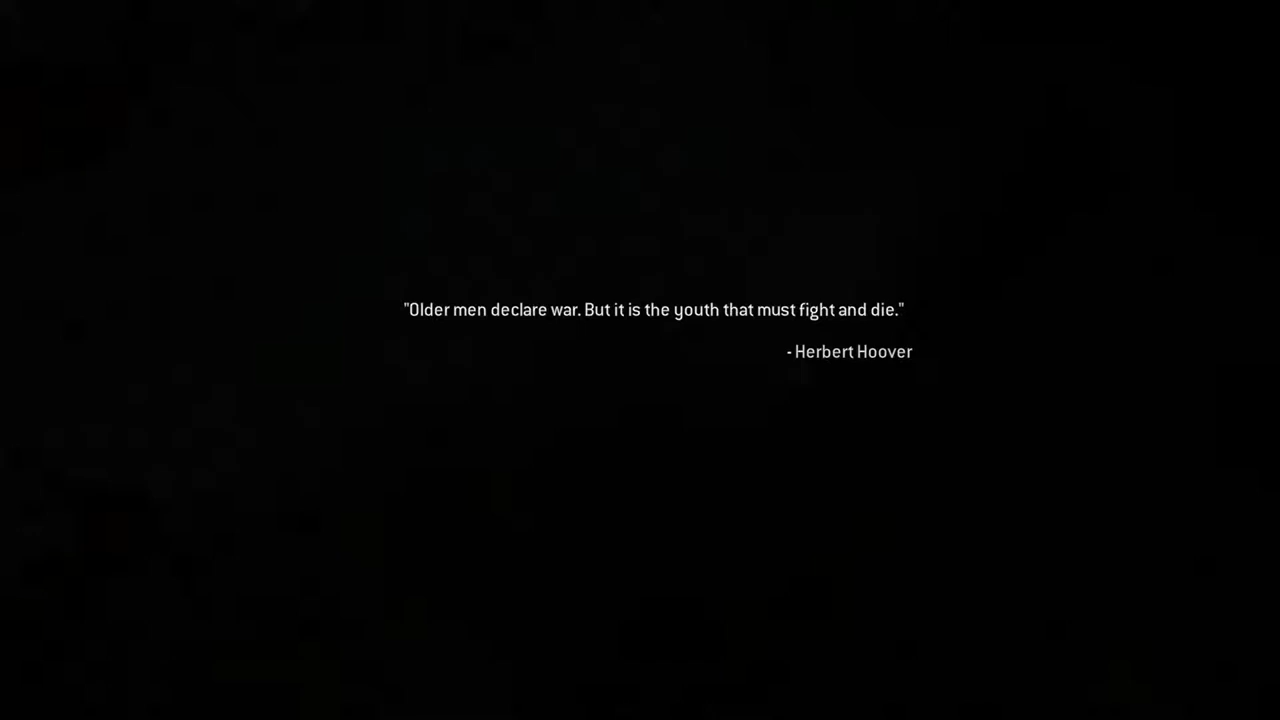 "Older men declare war. But it is the youth that must fight and die."
- Herbert Hoover